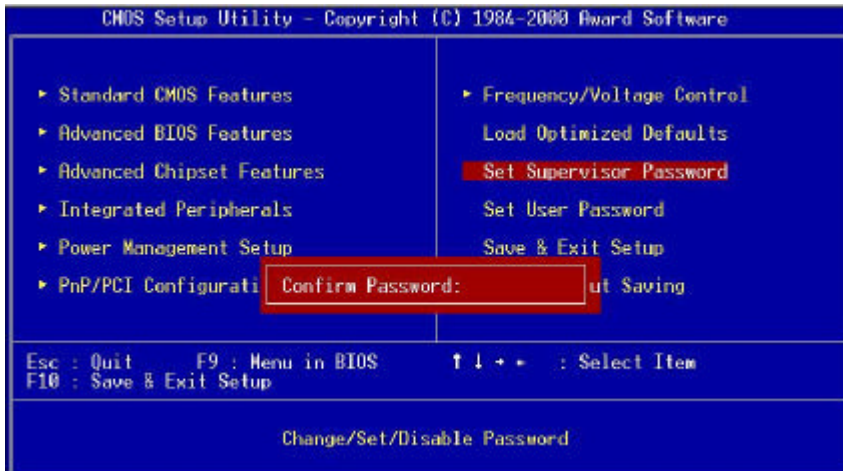 CMOS Setup Utility - Copyright (C) 1984-2000 Award Software
► Standard CMOS Features
► Advanced BIOS Features
► Advanced Chipset Features
► Integrated Peripherals
► Power Management Setup
► PnP/PCI Configurati
► Frequency/Voltage Control
Load Optimized Defaults
Set Supervisor Password
Set User Password
Save & Exit Setup
ut Saving
Confirm Password:
Esc : Quit F9 : Menu in BIOS ↑ ↓ → ← : Select Item
F10 : Save & Exit Setup
Change/Set/Disable Password